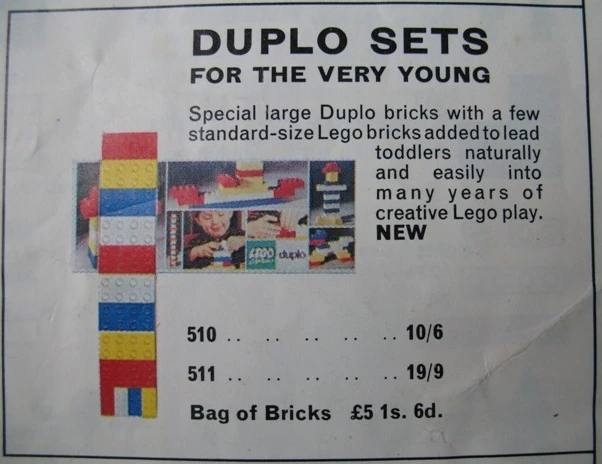 DUPLO SETS
FOR THE VERY YOUNG
Special large Duplo bricks with a few
standard-size Lego bricks added to lead
toddlers naturally
and easily into
many years of
creative Lego play.
NEW
LEGO
duplo
510 .. .. .. .. .. 10/6
511 .. .. .. .. .. 19/9
Bag of Bricks £5 1s. 6d.